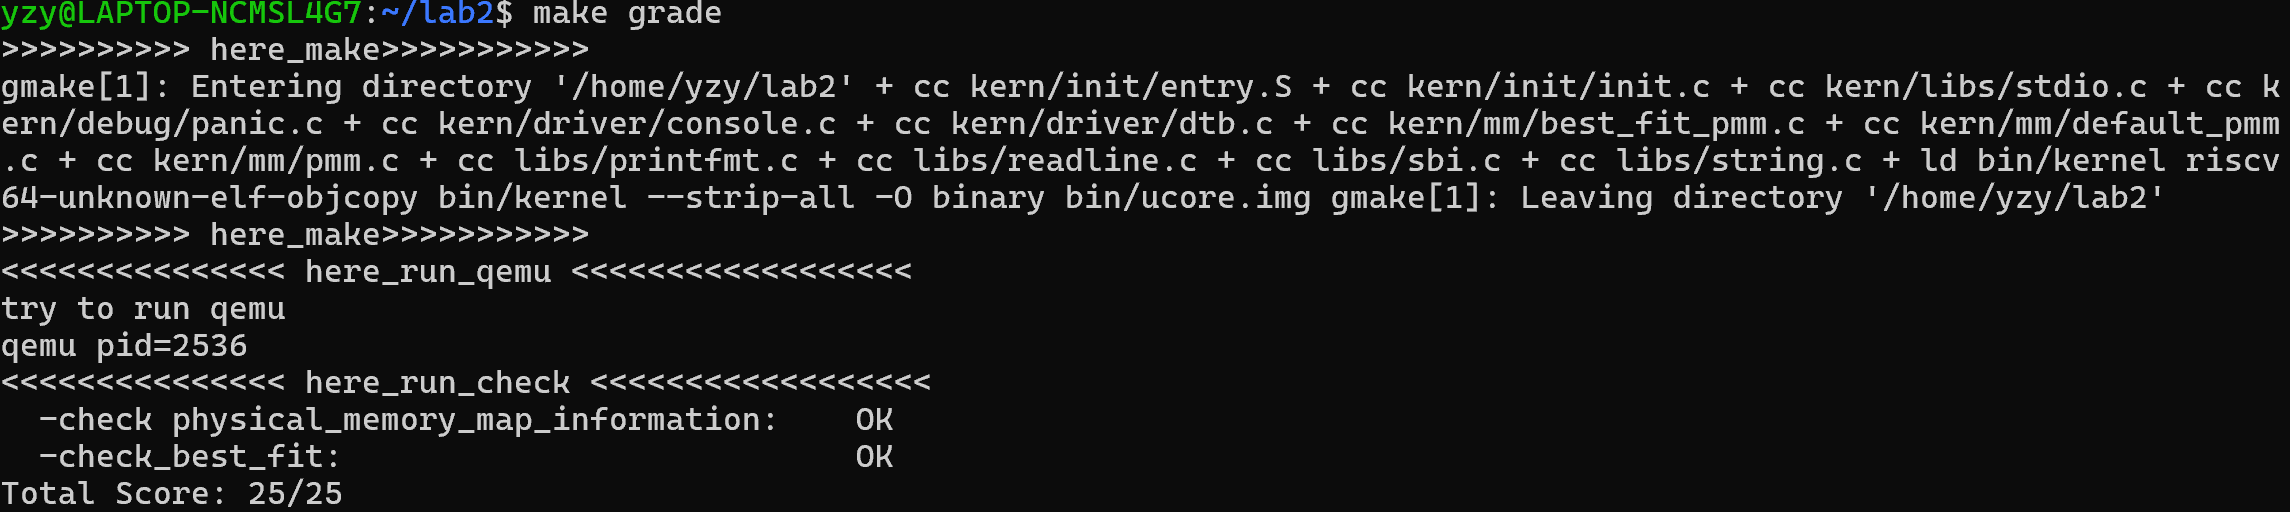 yzy@LAPTOP-NCMSL4G7:~/lab2$ make grade
>>>>>>>>>> here_make>>>>>>>>>>>
gmake[1]: Entering directory '/home/yzy/lab2' + cc kern/init/entry.S + cc kern/init/init.c + cc kern/libs/stdio.c + cc k
ern/debug/panic.c + cc kern/driver/console.c + cc kern/driver/dtb.c + cc kern/mm/best_fit_pmm.c + cc kern/mm/default_pmm
.c + cc kern/mm/pmm.c + cc libs/printfmt.c + cc libs/readline.c + cc libs/sbi.c + cc libs/string.c + ld bin/kernel riscv
64-unknown-elf-objcopy bin/kernel --strip-all -O binary bin/ucore.img gmake[1]: Leaving directory '/home/yzy/lab2'
>>>>>>>>>> here_make>>>>>>>>>>>
<<<<<<<<<<<<<<< here_run_qemu <<<<<<<<<<<<<<<<<<
try to run qemu
qemu pid=2536
<<<<<<<<<<<<<<< here_run_check <<<<<<<<<<<<<<<<<<
  -check physical_memory_map_information:    OK
  -check_best_fit:                           OK
Total Score: 25/25